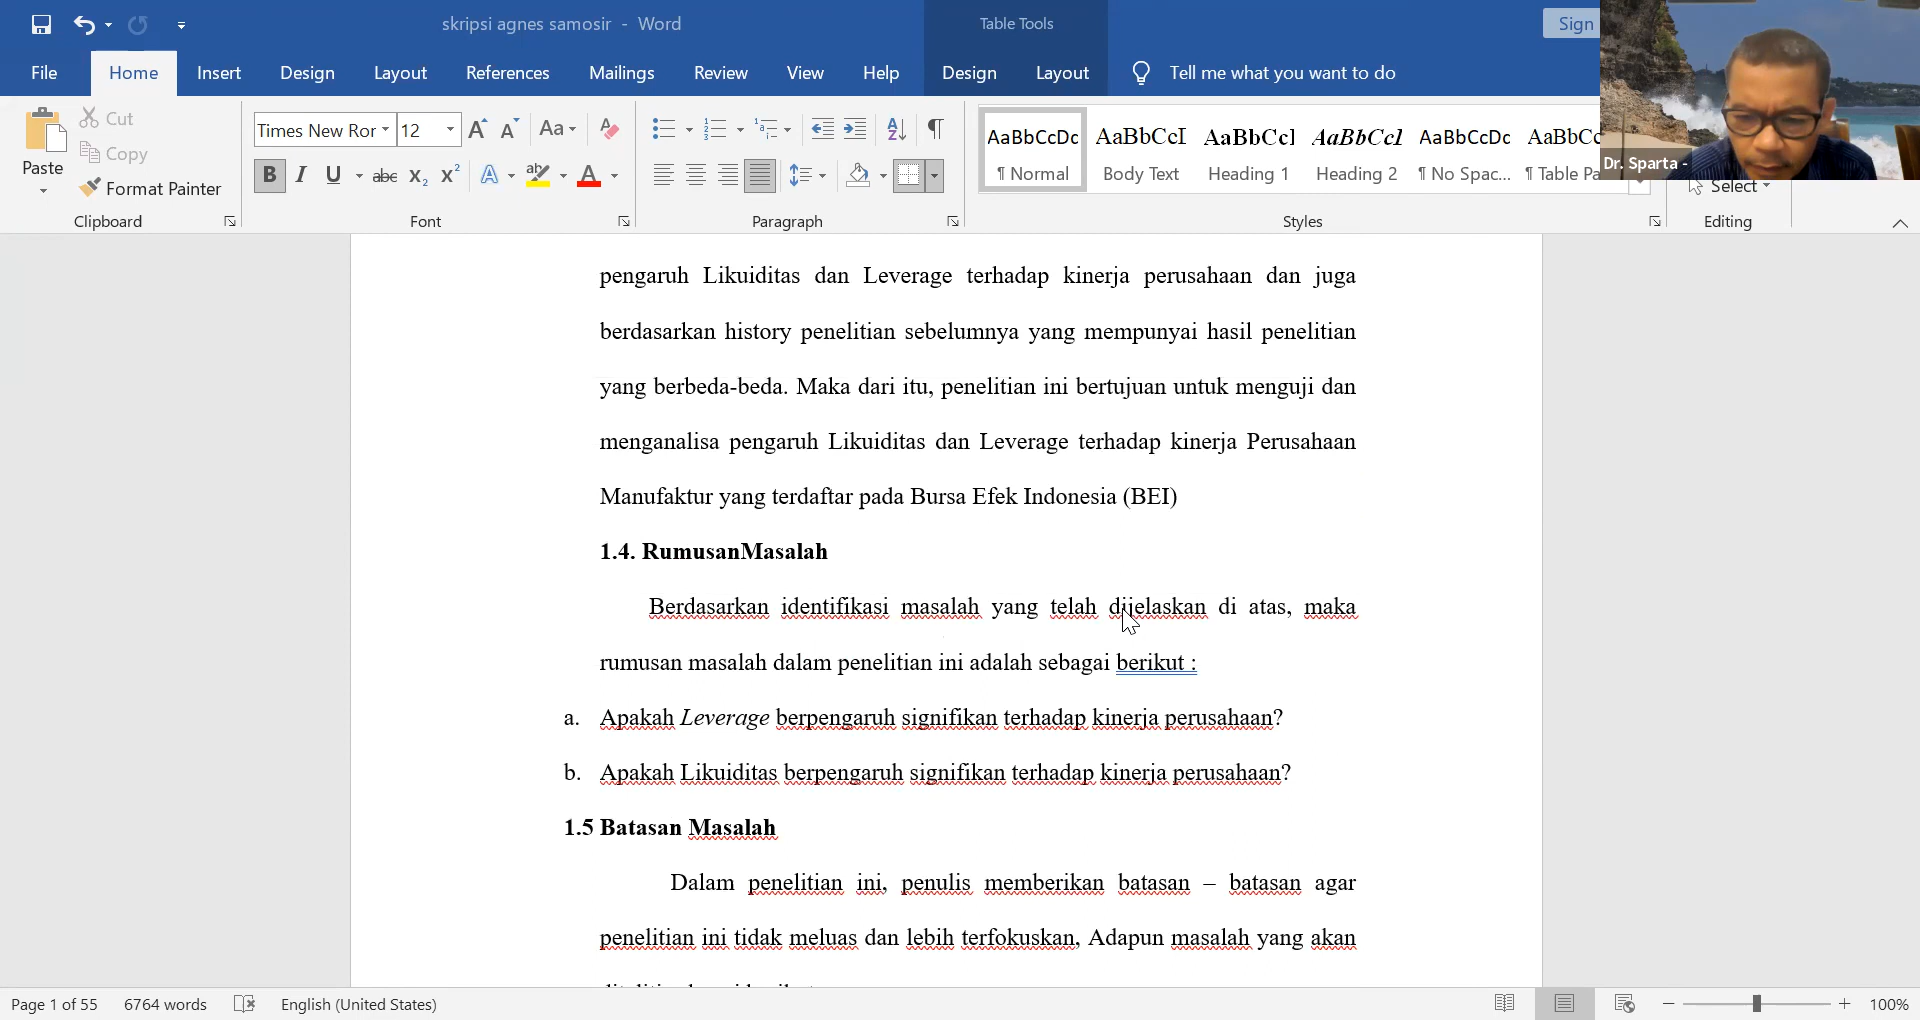 skripsi agnes samosir - Word
Table Tools
Sign
File Home Insert Design Layout References Mailings Review View Help Design Layout Tell me what you want to do
Dr. Sparta -
Paste
Cut
Copy
Format Painter
Clipboard
Times New Ror 12
Aa
B I U abc X2 X2 A A
Font
Paragraph
AaBbCcDc AaBbCcI AaBbCcI AaBbCcI AaBbCcDc AaBbCc
¶ Normal Body Text Heading 1 Heading 2 ¶ No Spac... ¶ Table Pa
Styles
Select
Editing
pengaruh Likuiditas dan Leverage terhadap kinerja perusahaan dan juga
berdasarkan history penelitian sebelumnya yang mempunyai hasil penelitian
yang berbeda-beda. Maka dari itu, penelitian ini bertujuan untuk menguji dan
menganalisa pengaruh Likuiditas dan Leverage terhadap kinerja Perusahaan
Manufaktur yang terdaftar pada Bursa Efek Indonesia (BEI)
1.4. RumusanMasalah
Berdasarkan identifikasi masalah yang telah dijelaskan di atas, maka
rumusan masalah dalam penelitian ini adalah sebagai berikut :
a. Apakah Leverage berpengaruh signifikan terhadap kinerja perusahaan?
b. Apakah Likuiditas berpengaruh signifikan terhadap kinerja perusahaan?
1.5 Batasan Masalah
Dalam penelitian ini, penulis memberikan batasan – batasan agar
penelitian ini tidak meluas dan lebih terfokuskan, Adapun masalah yang akan
Page 1 of 55 6764 words English (United States) 100%